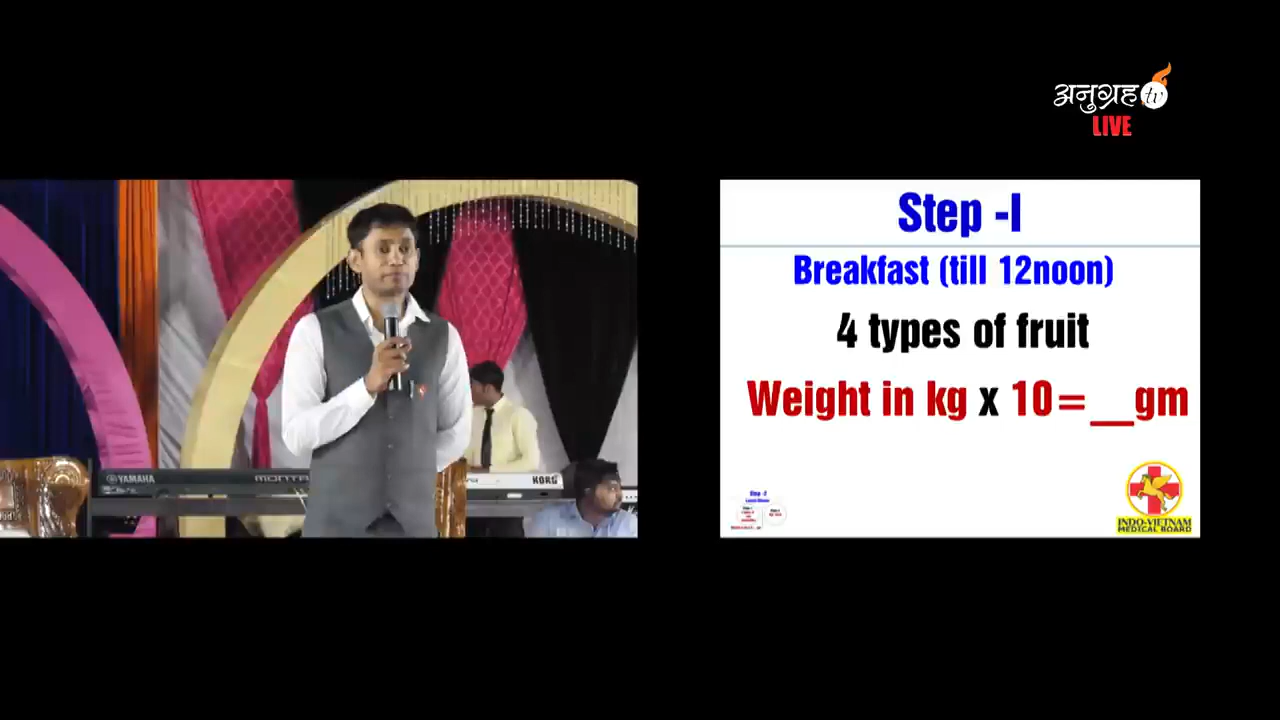 अनुग्रह tv
LIVE
Step -I
Breakfast (till 12noon)
4 types of fruit
Weight in kg x 10=__gm
INDO-VIETNAM
MEDICAL BOARD
YAMAHA
KORG